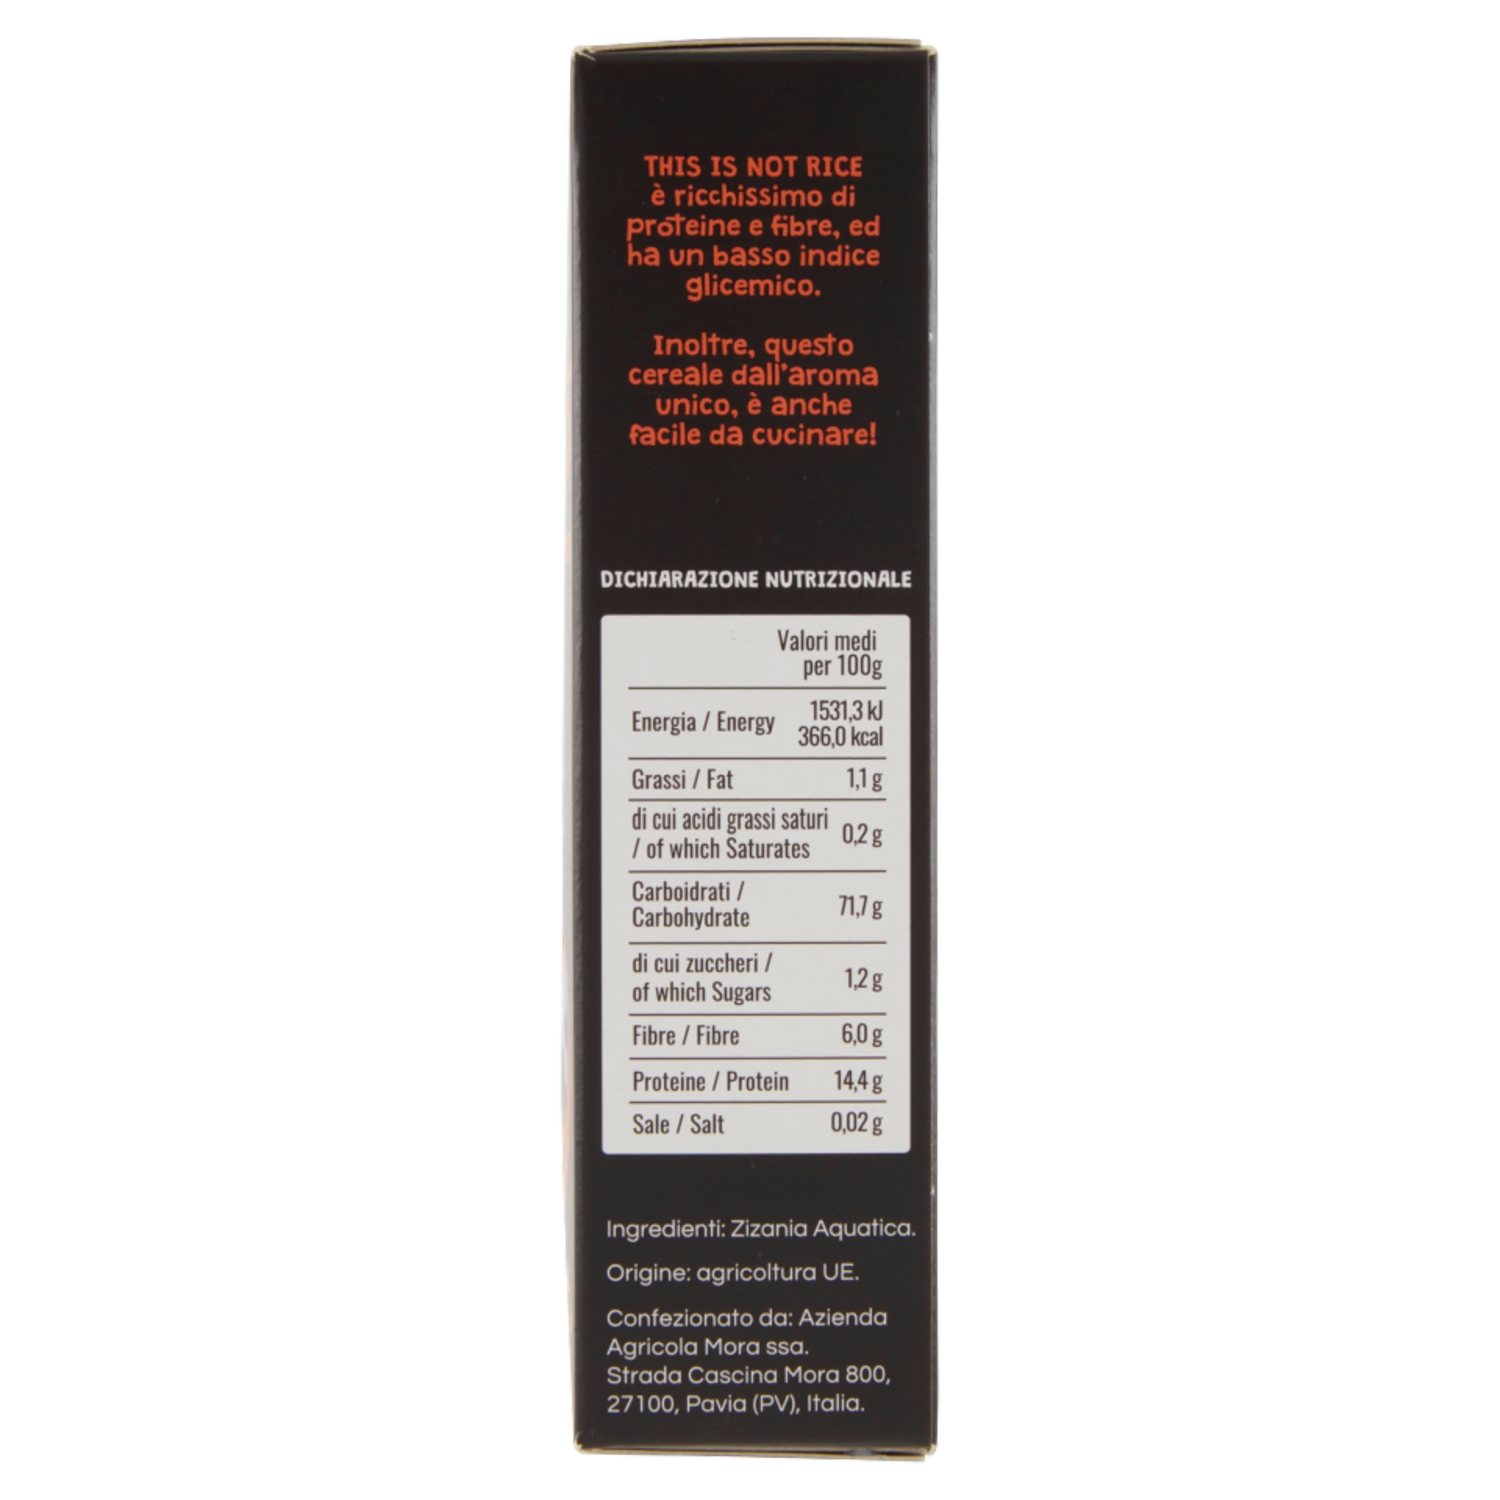 THIS IS NOT RICE
è ricchissimo di
proteine e fibre, ed
ha un basso indice
glicemico.
Inoltre, questo
cereale dall'aroma
unico, è anche
facile da cucinare!
DICHIARAZIONE NUTRIZIONALE
Valori medi
per 100g
Energia / Energy 1531,3 kJ
366,0 kcal
Grassi / Fat 1,1 g
di cui acidi grassi saturi
/ of which Saturates 0,2 g
Carboidrati /
Carbohydrate 71,7 g
di cui zuccheri /
of which Sugars 1,2 g
Fibre / Fibre 6,0 g
Proteine / Protein 14,4 g
Sale / Salt 0,02 g
Ingredienti: Zizania Aquatica.
Origine: agricoltura UE.
Confezionato da: Azienda
Agricola Mora ssa.
Strada Cascina Mora 800,
27100, Pavia (PV), Italia.